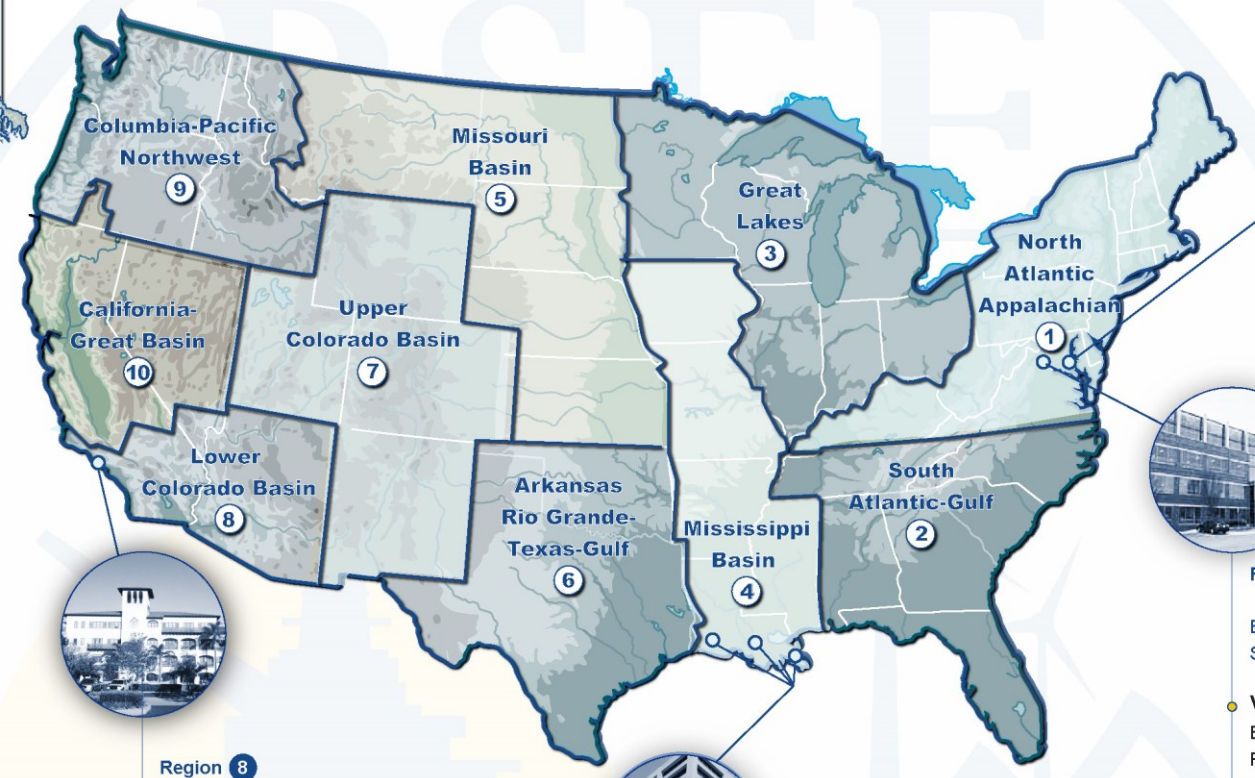 BSEE
Columbia-Pacific
Northwest
9
Missouri
Basin
5
Great
Lakes
3
North
Atlantic
Appalachian
1
California-
Great Basin
10
Upper
Colorado Basin
7
Lower
Colorado Basin
8
Arkansas
Rio Grande-
Texas-Gulf
6
Mississippi
Basin
4
South
Atlantic-Gulf
2
Region 8